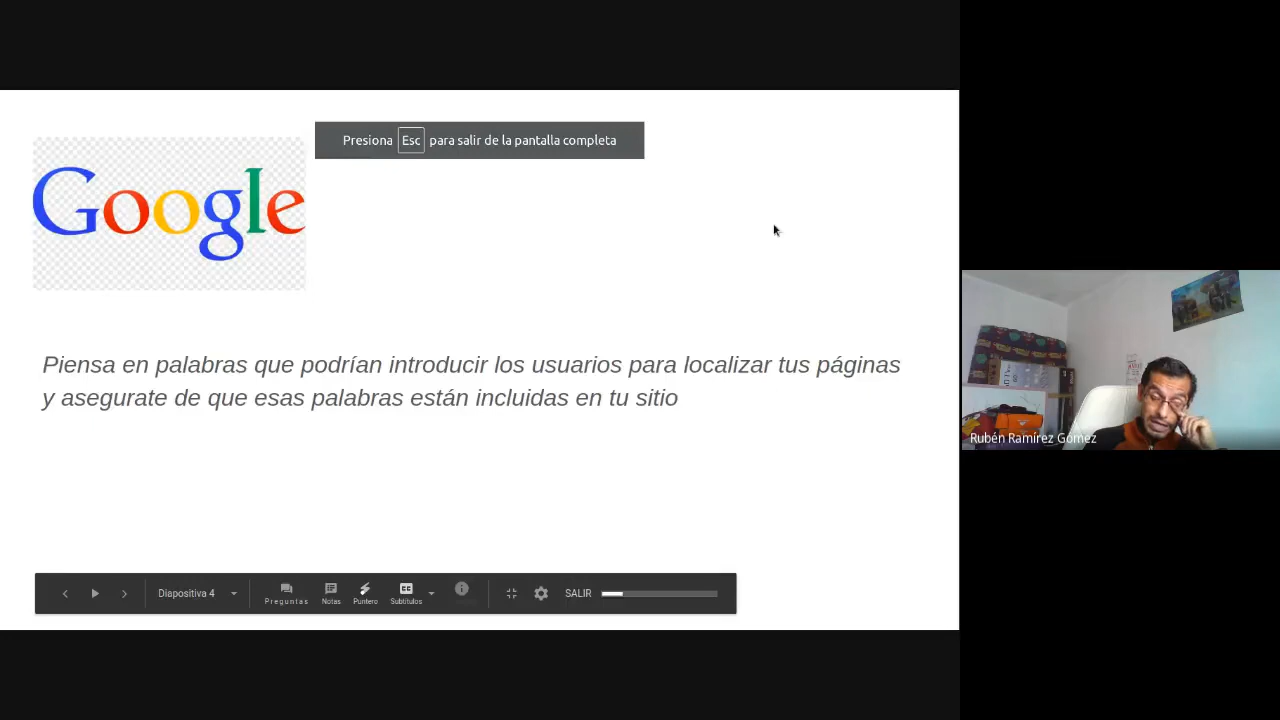 Presiona Esc para salir de la pantalla completa
Google
Piensa en palabras que podrían introducir los usuarios para localizar tus páginas
y asegurate de que esas palabras están incluidas en tu sitio
Rubén Ramírez Gómez
Diapositiva 4
Preguntas
Notas
Puntero
Subtítulos
SALIR